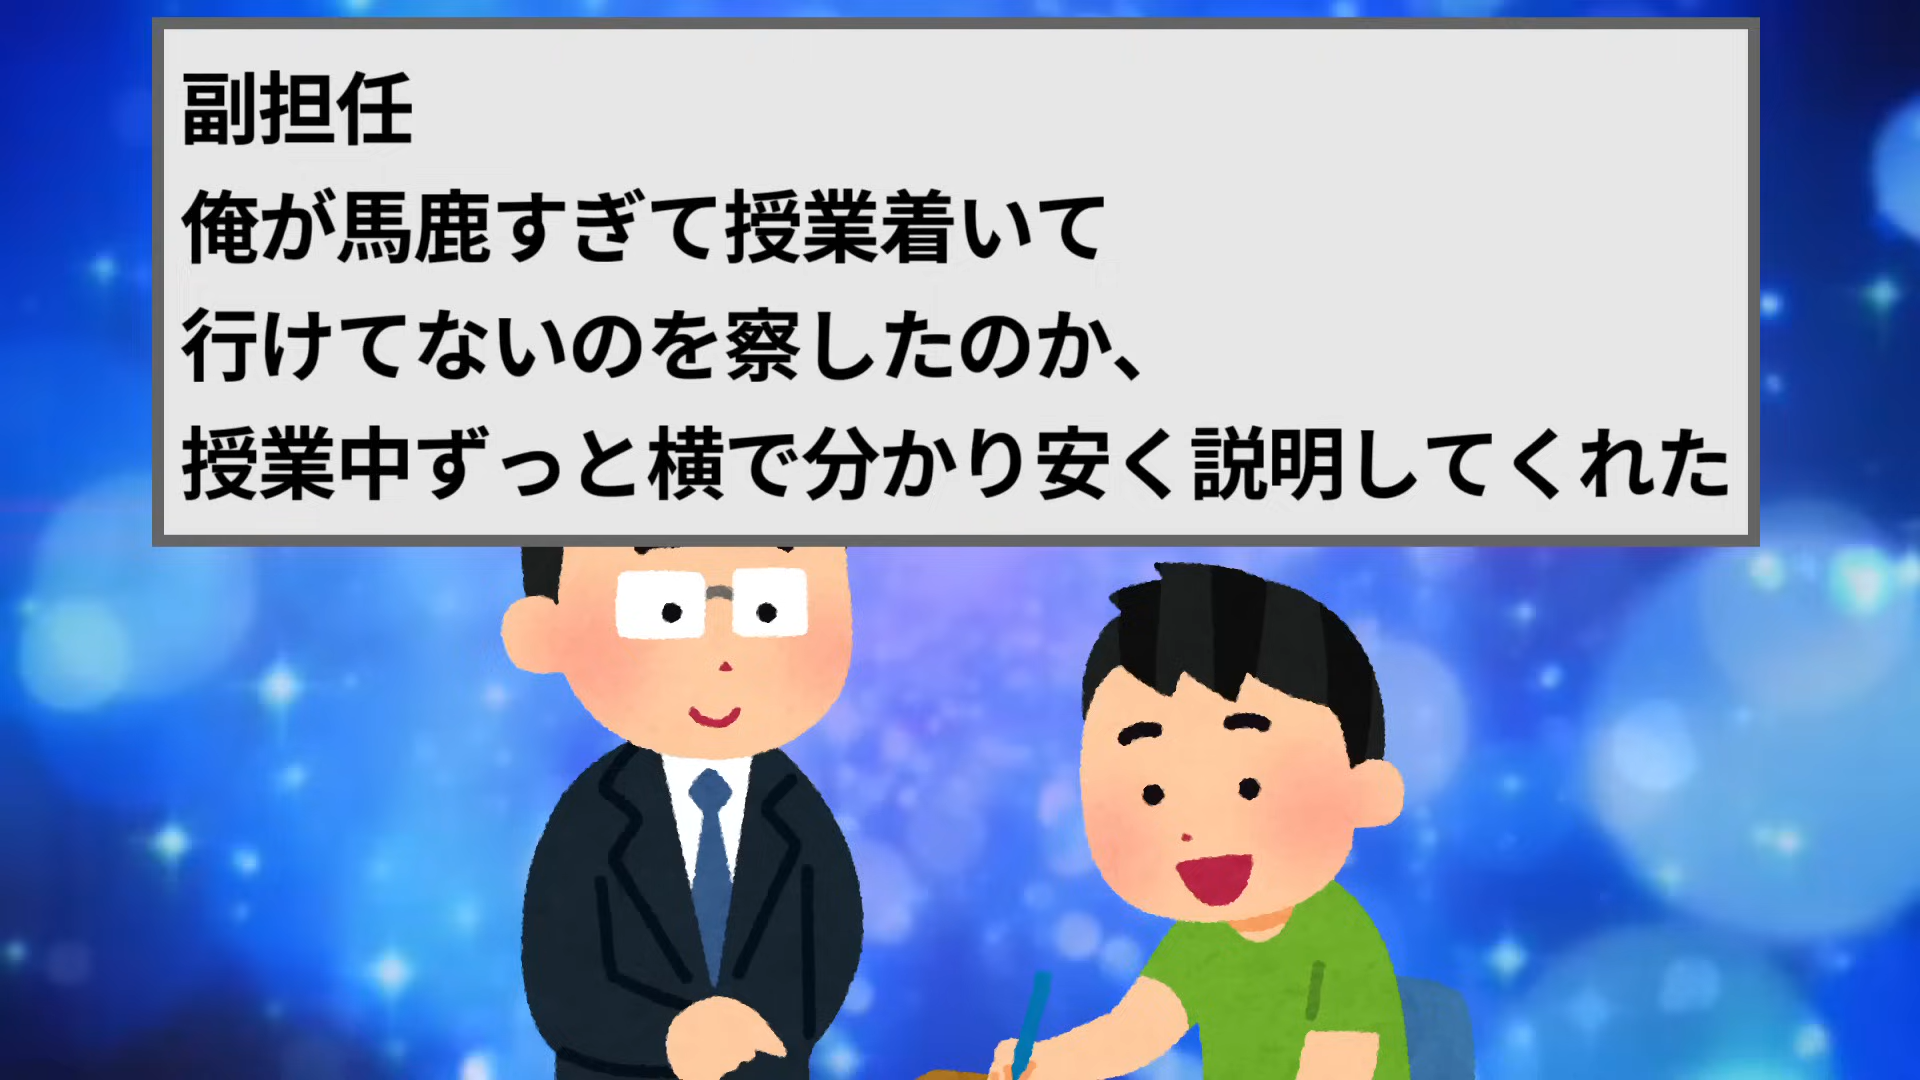 副担任
俺が馬鹿すぎて授業着いて
行けてないのを察したのか、
授業中ずっと横で分かり安く説明してくれた